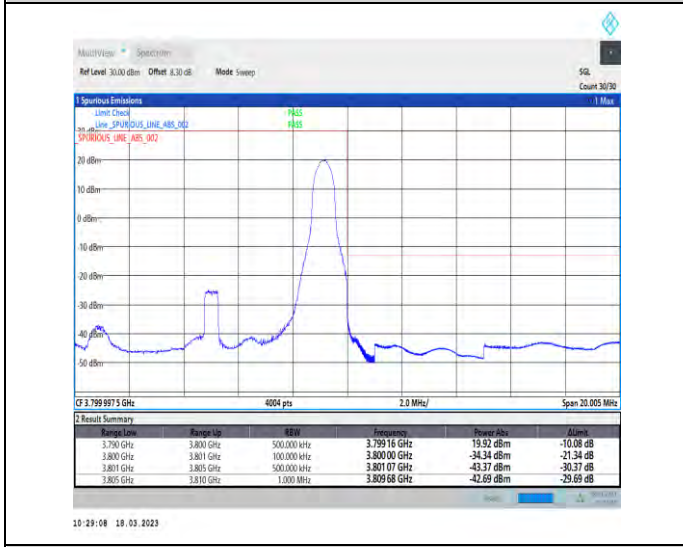 MultiView Spectrum
Ref Level 30.00 dBm Offset 8.30 dB Mode Sweep SGL
Count 30/30
1 Spurious Emissions 1 Max
Limit Check PASS
Line _SPURIOUS_LINE_ABS_002 PASS
30 dBm
_SPURIOUS_LINE_ABS_002
20 dBm
10 dBm
0 dBm
-10 dBm
-20 dBm
-30 dBm
-40 dBm
-50 dBm
CF 3.799 997 5 GHz 4004 pts 2.0 MHz/ Span 20.005 MHz
2 Result Summary
Range Low Range Up RBW Frequency Power Abs ΔLimit
3.790 GHz 3.800 GHz 500.000 kHz 3.799 16 GHz 19.92 dBm -10.08 dB
3.800 GHz 3.801 GHz 100.000 kHz 3.800 00 GHz -34.34 dBm -21.34 dB
3.801 GHz 3.805 GHz 500.000 kHz 3.801 07 GHz -43.37 dBm -30.37 dB
3.805 GHz 3.810 GHz 1.000 MHz 3.809 68 GHz -42.69 dBm -29.69 dB
10:29:08 18.03.2023